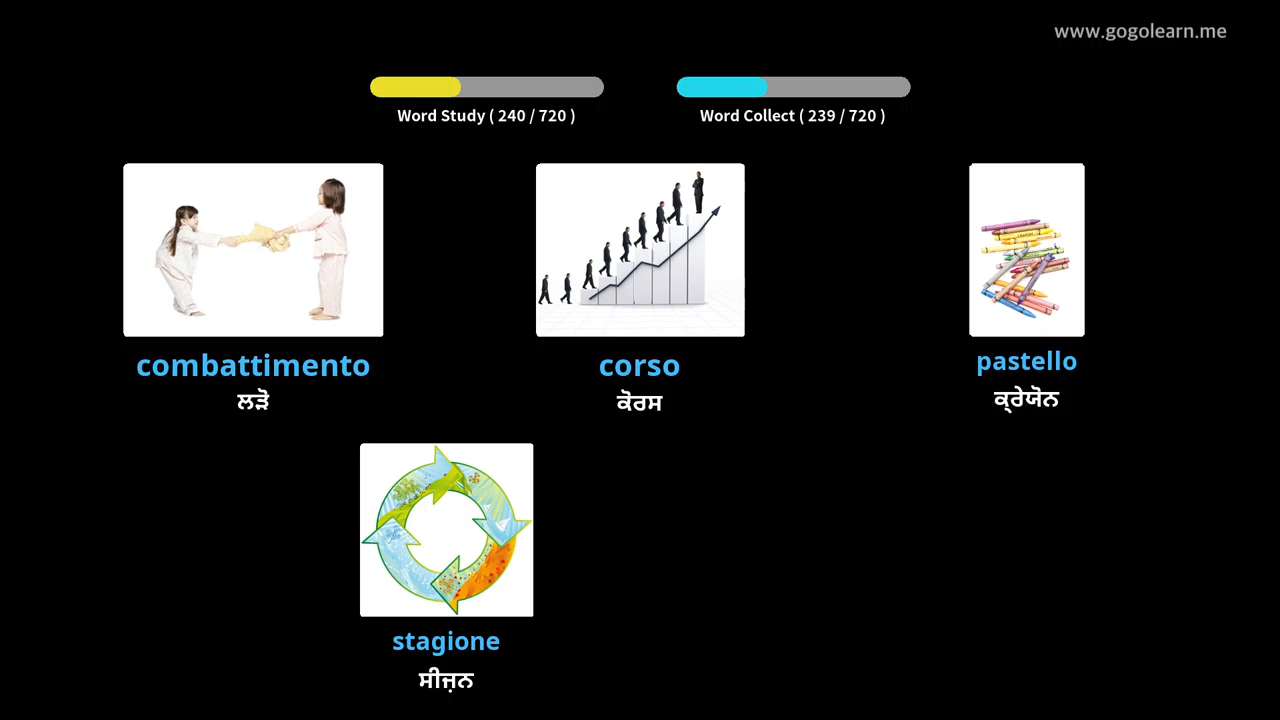 www.gogolearn.me
Word Study ( 240 / 720 )
Word Collect ( 239 / 720 )
combattimento
ਲੜੋ
corso
ਕੋਰਸ
pastello
ਕ੍ਰੇਯੋਨ
stagione
ਸੀਜ਼ਨ